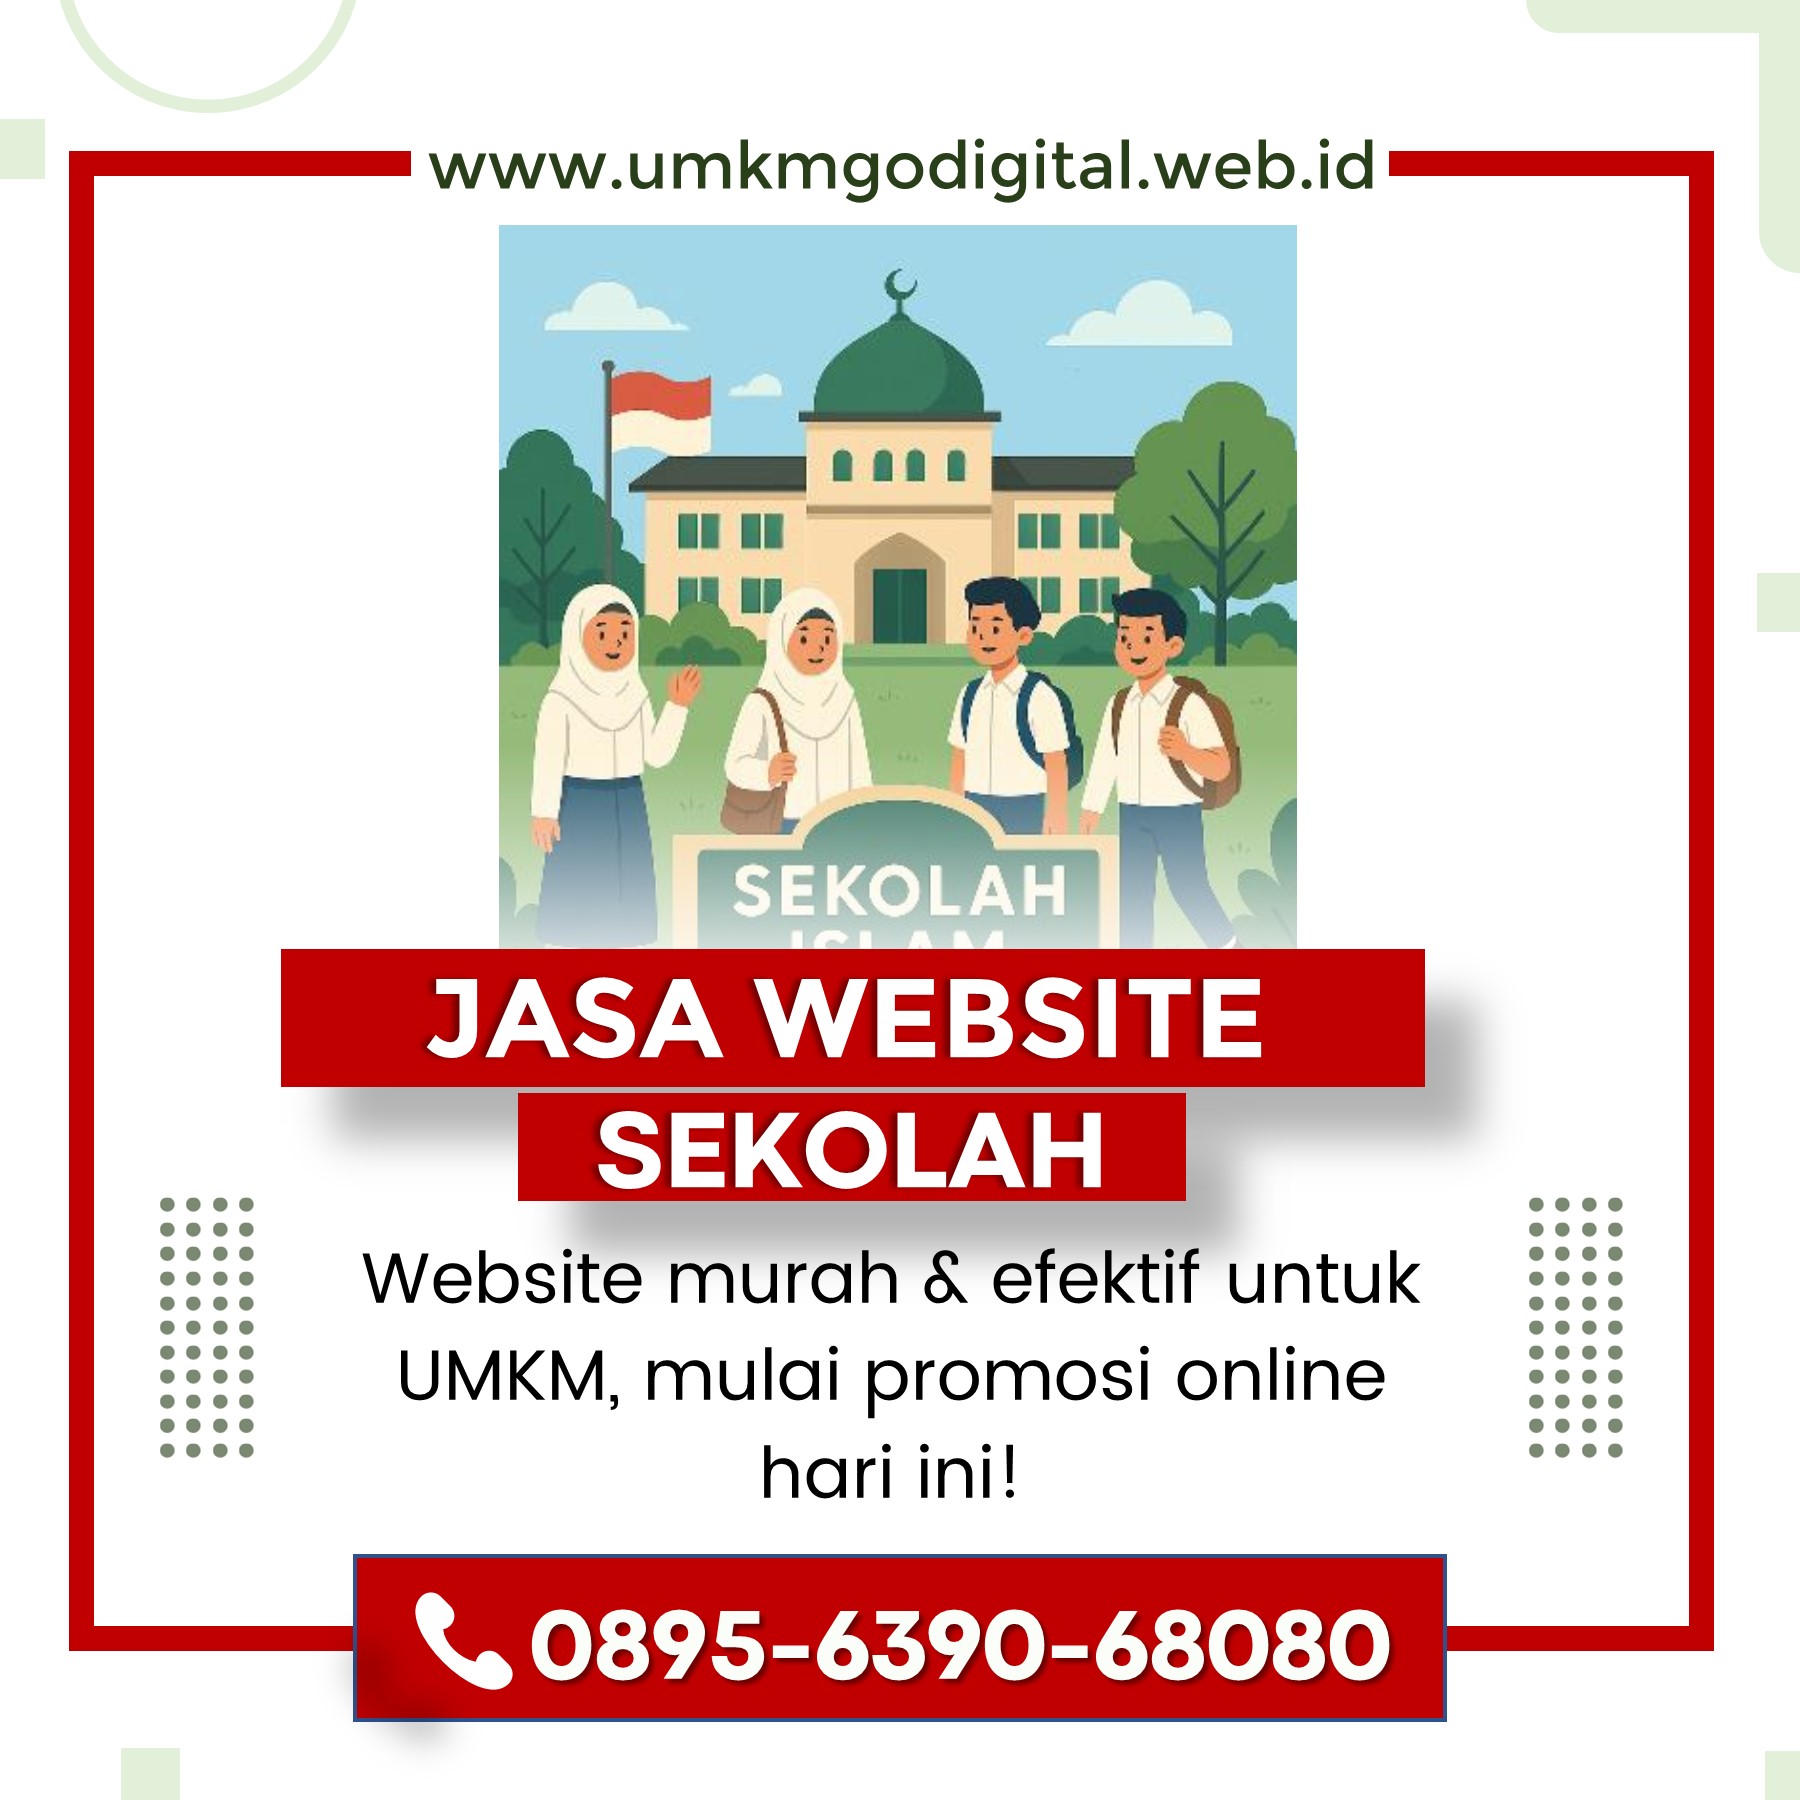 www.umkmgodigital.web.id
SEKOLAH
ISLAM
JASA WEBSITE
SEKOLAH
Website murah & efektif untuk
UMKM, mulai promosi online
hari ini!
0895-6390-68080